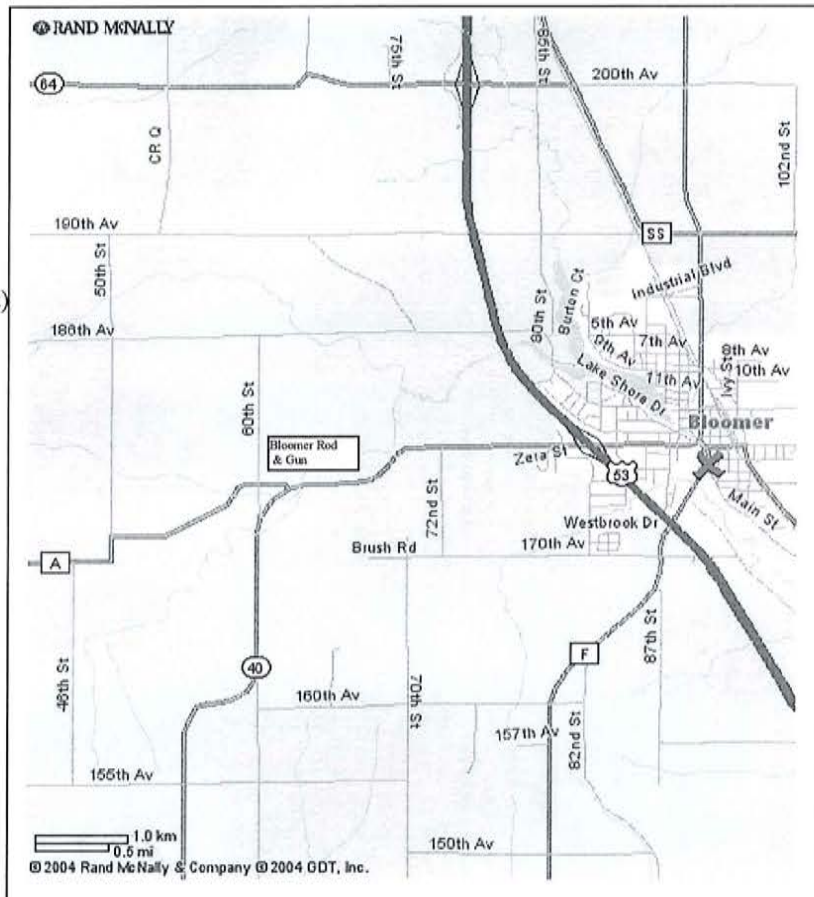 RAND MCNALLY
75th St
85th St
64
200th Av
CR Q
102nd St
190th Av
SS
50th St
Industrial Blvd
)
80th St
Burton Ct
5th Av
186th Av
7th Av
9th Av
8th Av
10th Av
Lake Shore Dr
11th Av
Ivy St
60th St
Bloomer
Bloomer Rod
& Gun
Zeta St
72nd St
53
Main St
Westbrook Dr
Brush Rd
170th Av
A
87th St
F
46th St
40
160th Av
70th St
157th Av
82nd St
155th Av
1.0 km
0.5 mi
150th Av
© 2004 Rand McNally & Company © 2004 GDT, Inc.